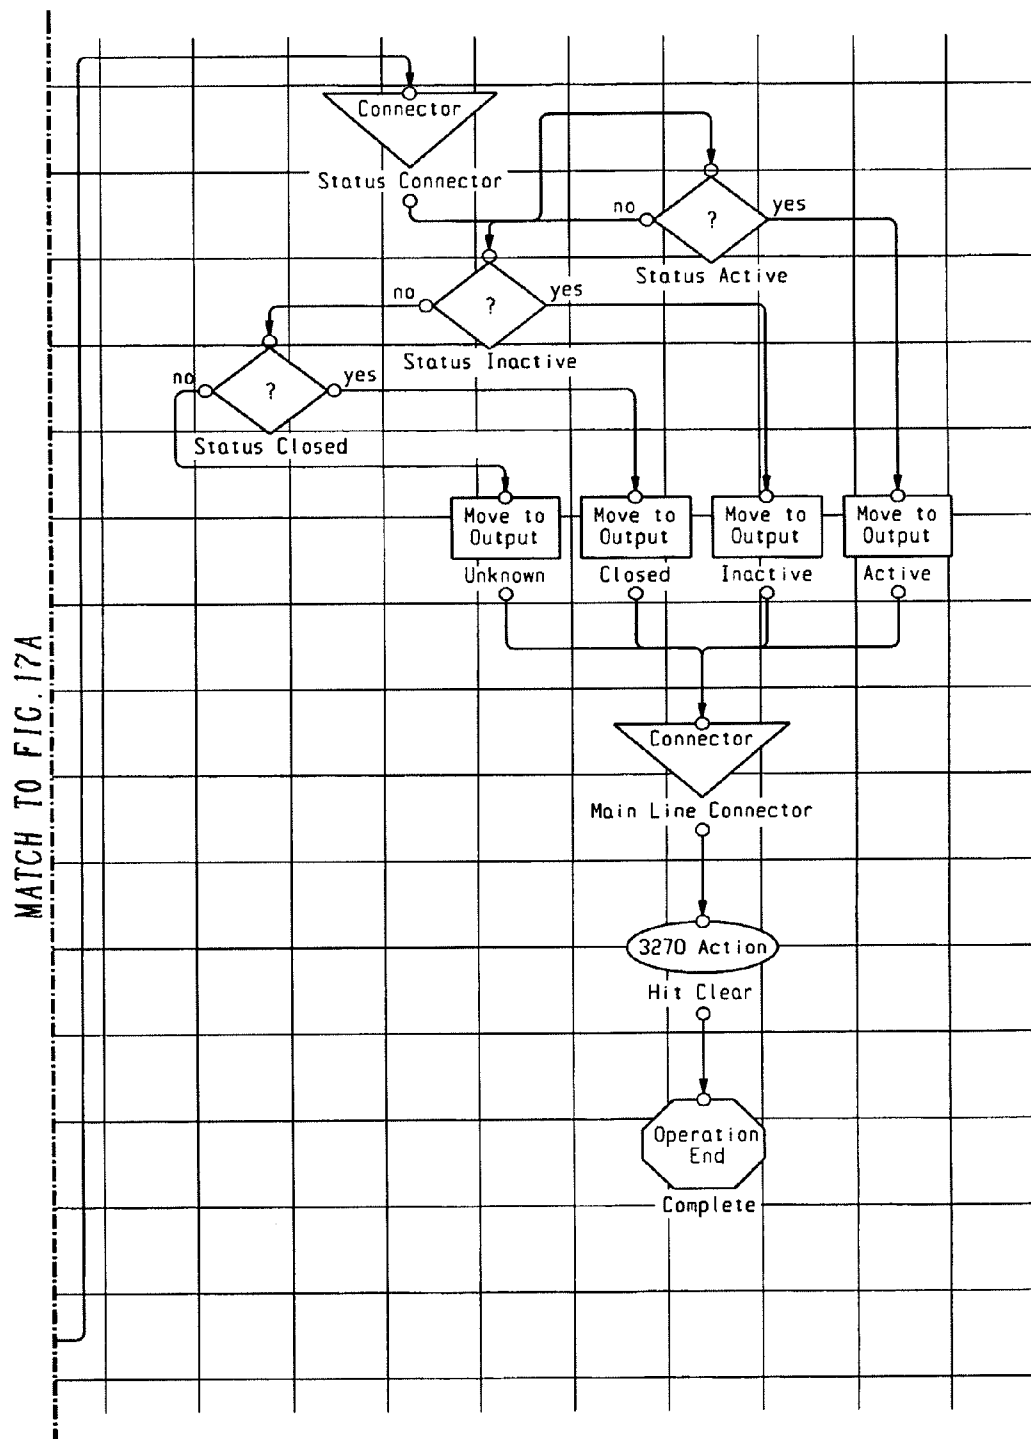 Connector
Status Connector
no
?
yes
Status Active
no
?
yes
Status Inactive
no
?
yes
Status Closed
Move to
Output
Unknown
Move to
Output
Closed
Move to
Output
Inactive
Move to
Output
Active
MATCH TO FIG.17A
Connector
Main Line Connector
3270 Action
Hit Clear
Operation
End
Complete